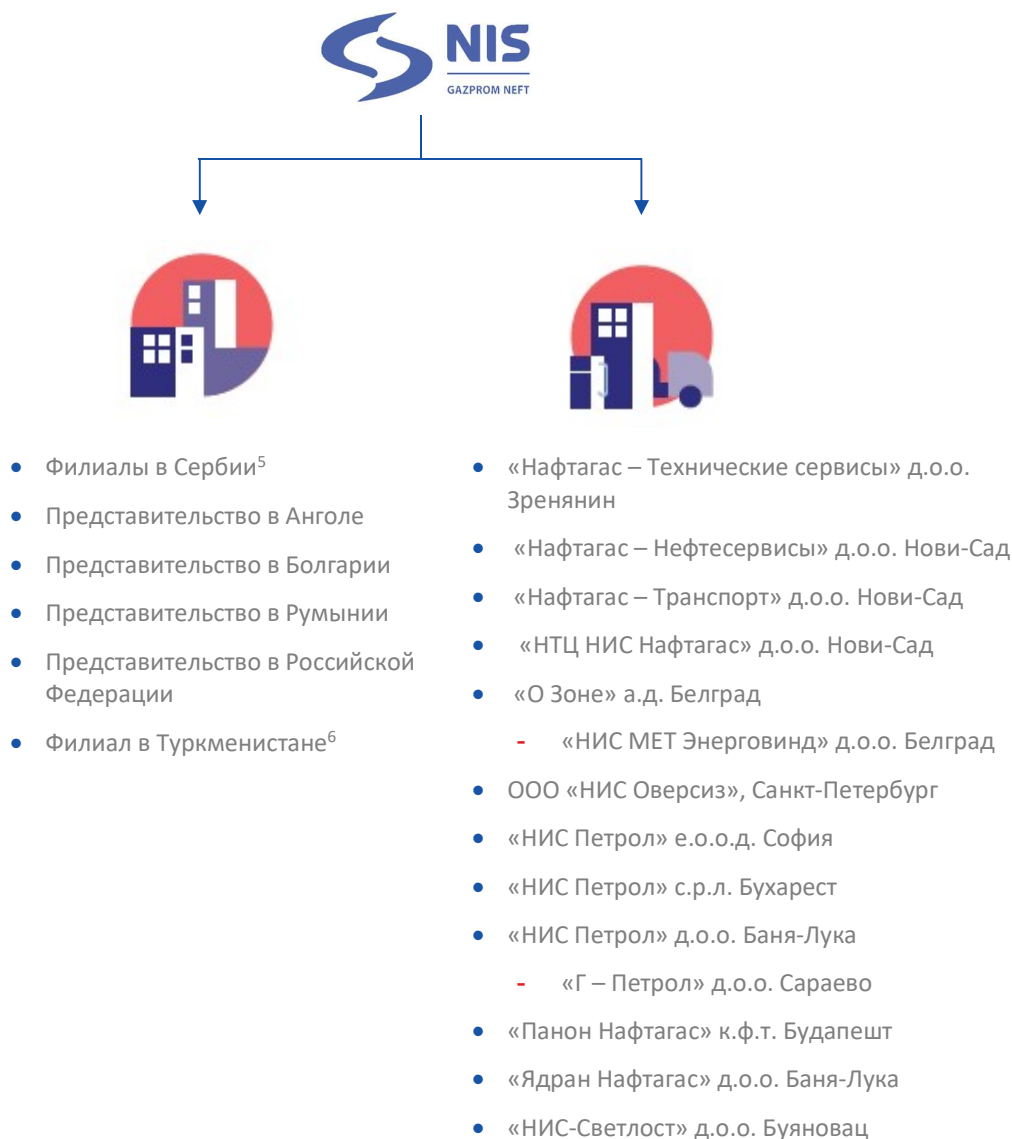 NIS
GAZPROM NEFT
• Филиалы в Сербии⁵
• Представительство в Анголе
• Представительство в Болгарии
• Представительство в Румынии
• Представительство в Российской
Федерации
• Филиал в Туркменистане⁶
• «Нафтагас – Технические сервисы» д.о.о.
Зренянин
• «Нафтагас – Нефтесервисы» д.о.о. Нови-Сад
• «Нафтагас – Транспорт» д.о.о. Нови-Сад
• «НТЦ НИС Нафтагас» д.о.о. Нови-Сад
• «О Зоне» а.д. Белград
- «НИС МЕТ Энерговинд» д.о.о. Белград
• ООО «НИС Оверсиз», Санкт-Петербург
• «НИС Петрол» е.о.о.д. София
• «НИС Петрол» с.р.л. Бухарест
• «НИС Петрол» д.о.о. Баня-Лука
- «Г – Петрол» д.о.о. Сараево
• «Панон Нафтагас» к.ф.т. Будапешт
• «Ядран Нафтагас» д.о.о. Баня-Лука
• «НИС-Светлост» д.о.о. Буяновац